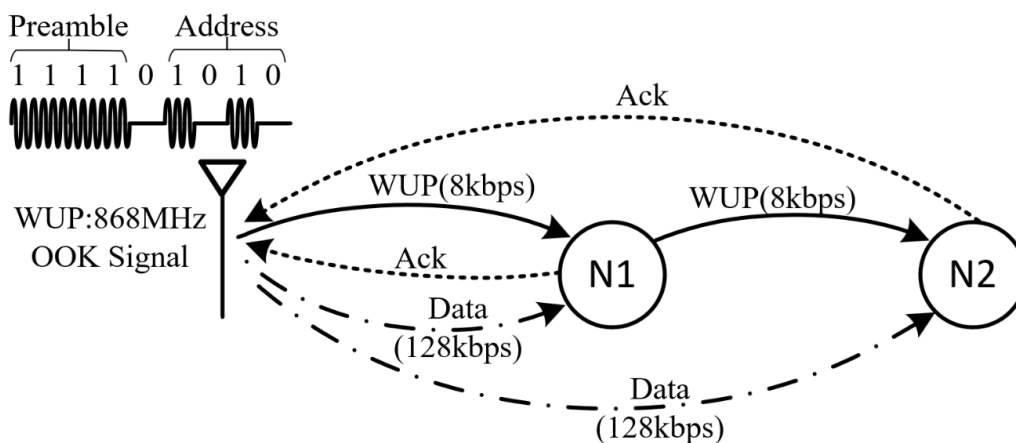 Preamble Address
1 1 1 1 0 1 0 1 0
Ack
WUP(8kbps) WUP(8kbps)
WUP:868MHz
OOK Signal
Ack
N1 N2
Data
(128kbps)
Data
(128kbps)